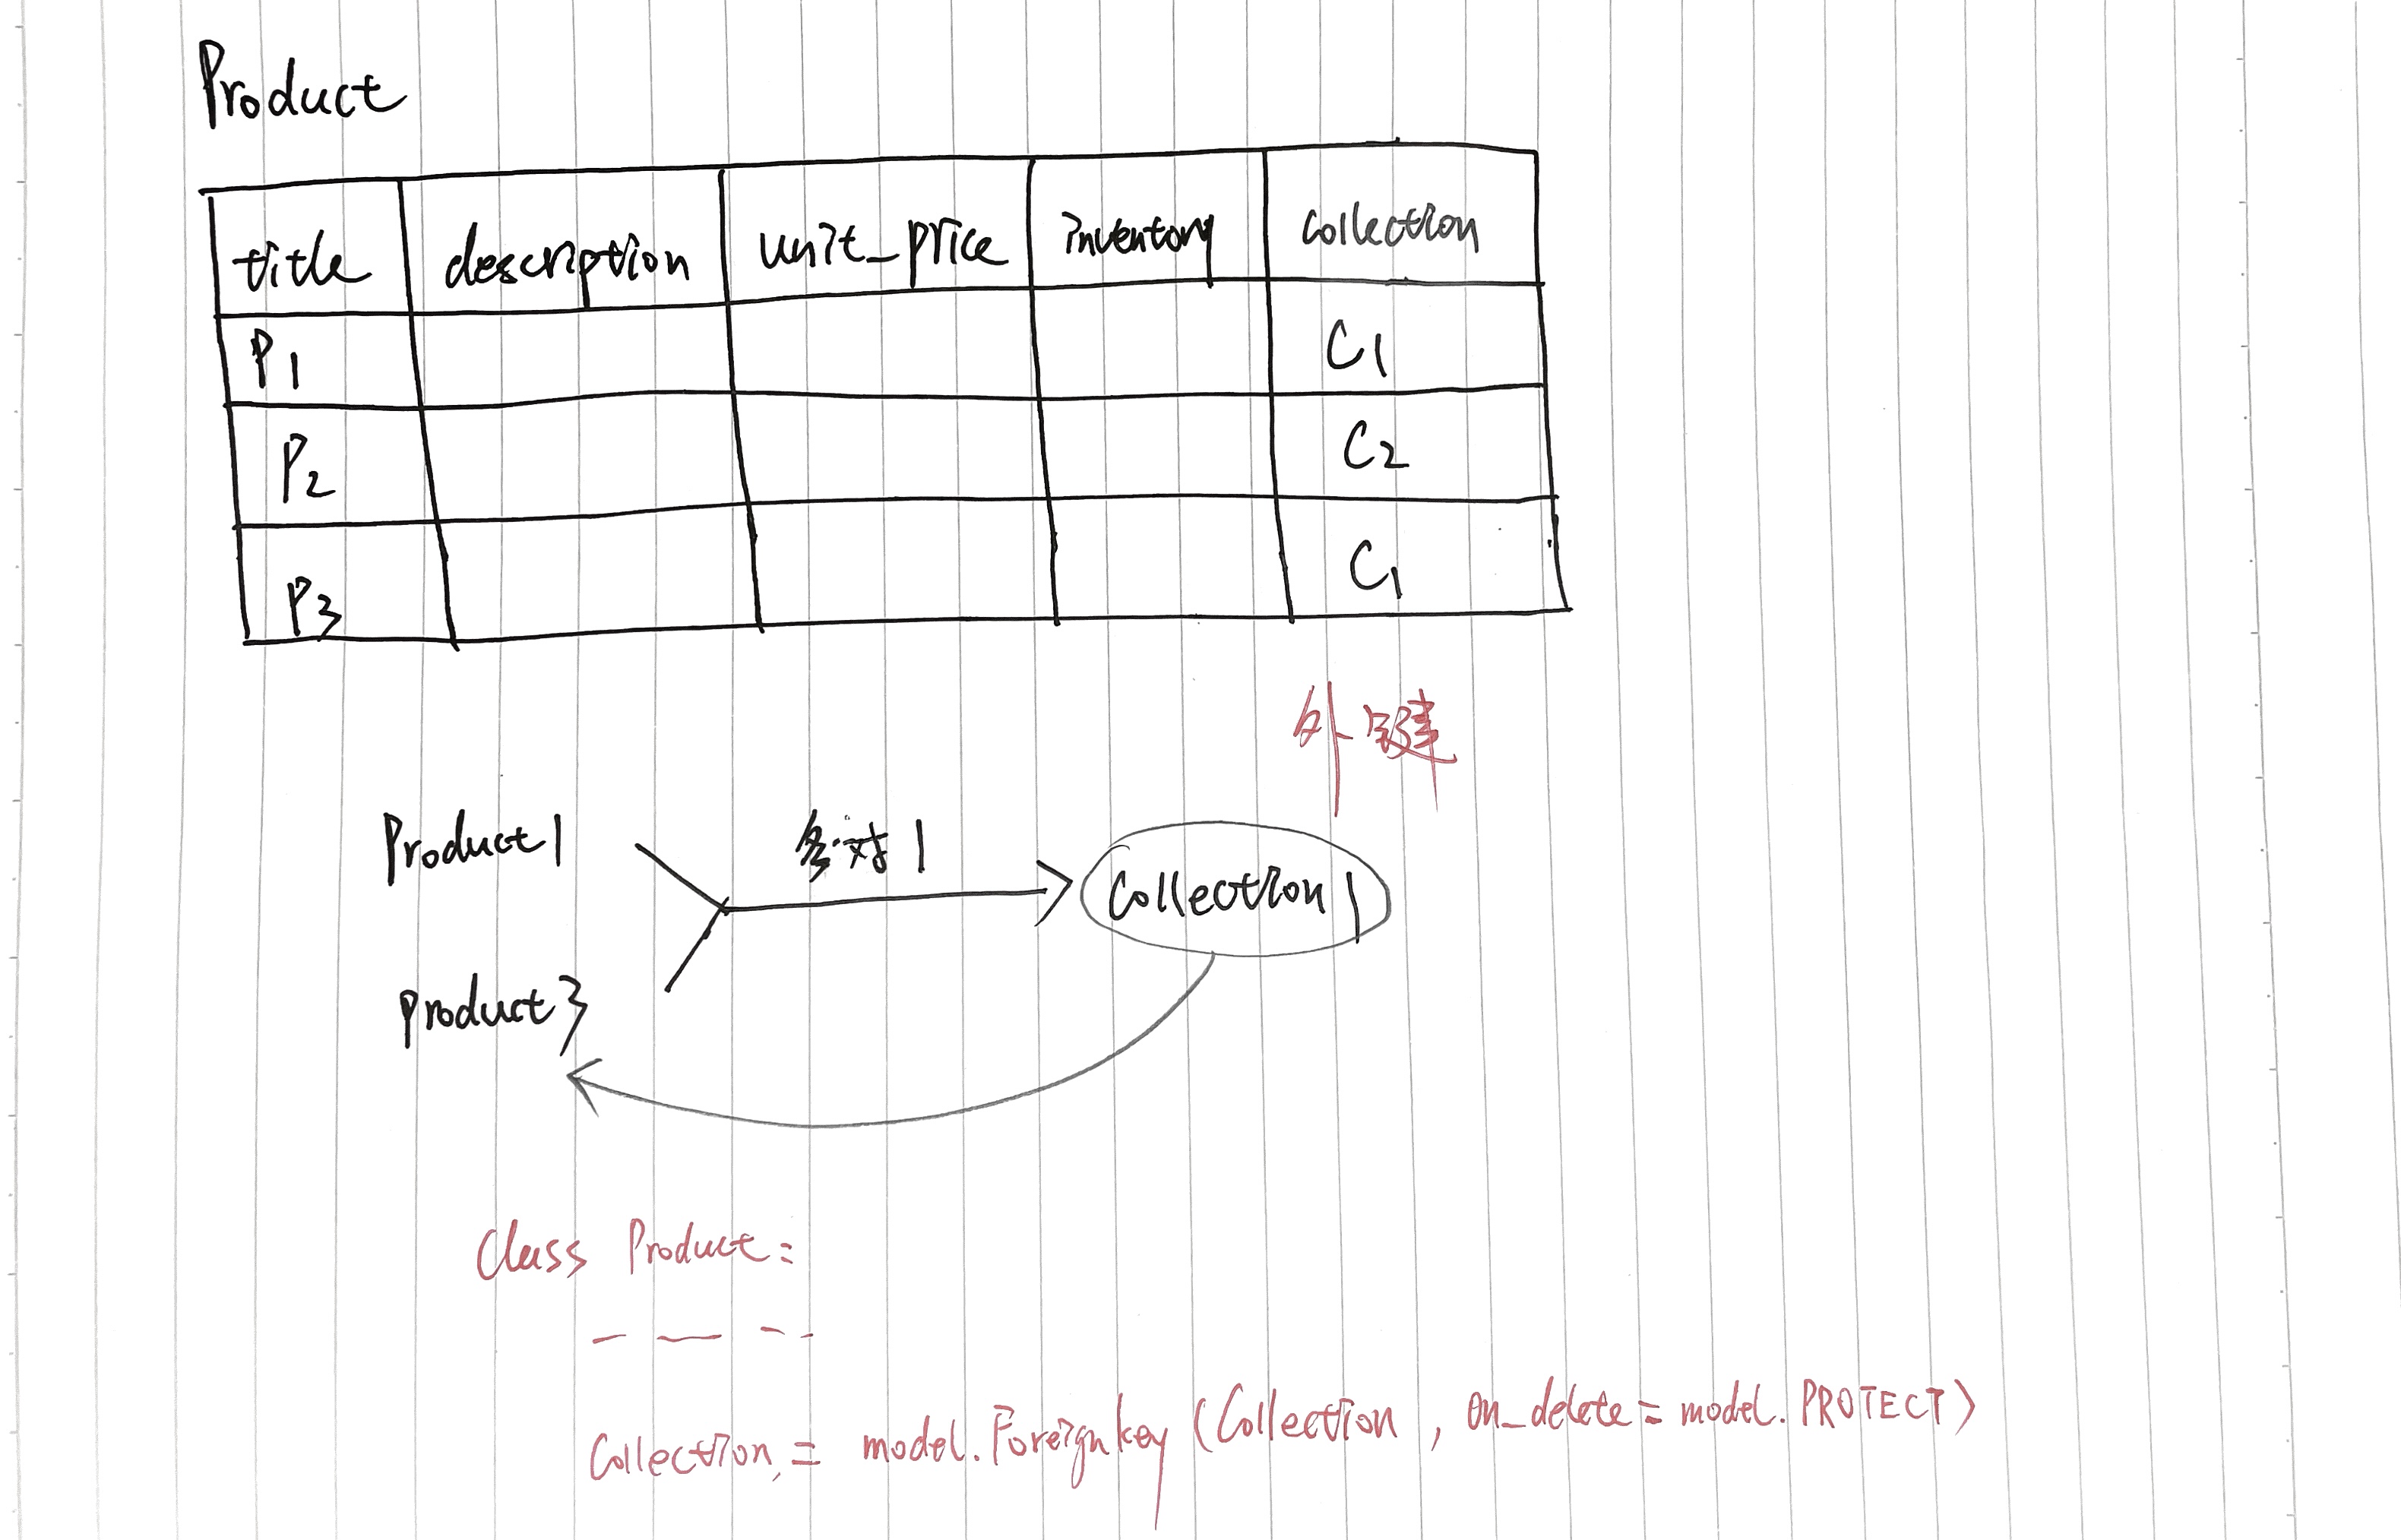 Product
title description unit_price inventory collection
P1 C1
P2 C2
P3 C1
外键
Product1 多对1 Collection1
product3
Class Product:
Collection = model.Foreignkey (Collection, on_delete = model.PROTECT)